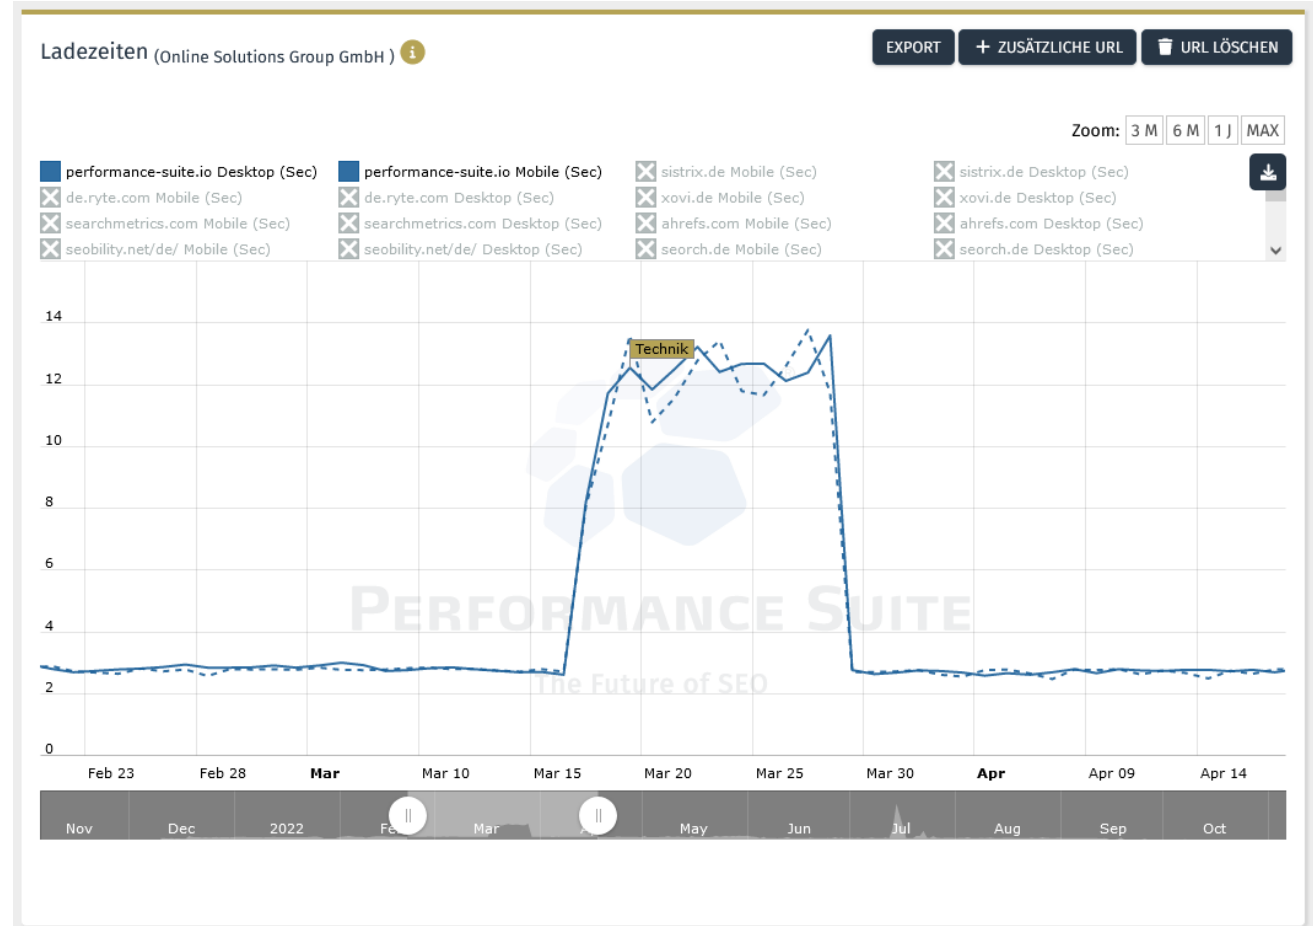 Ladezeiten (Online Solutions Group GmbH ) i
EXPORT + ZUSÄTZLICHE URL URL LÖSCHEN
Zoom: 3 M 6 M 1 J MAX
performance-suite.io Desktop (Sec) performance-suite.io Mobile (Sec) sistrix.de Mobile (Sec) sistrix.de Desktop (Sec)
de.ryte.com Mobile (Sec) de.ryte.com Desktop (Sec) xovi.de Mobile (Sec) xovi.de Desktop (Sec)
searchmetrics.com Mobile (Sec) searchmetrics.com Desktop (Sec) ahrefs.com Mobile (Sec) ahrefs.com Desktop (Sec)
seobility.net/de/ Mobile (Sec) seobility.net/de/ Desktop (Sec) seorch.de Mobile (Sec) seorch.de Desktop (Sec)
14
Technik
12
10
8
6
PERFORMANCE SUITE
4
The Future of SEO
2
0
Feb 23 Feb 28 Mar Mar 10 Mar 15 Mar 20 Mar 25 Mar 30 Apr Apr 09 Apr 14
Nov Dec 2022 Mar May Jun Jul Aug Sep Oct